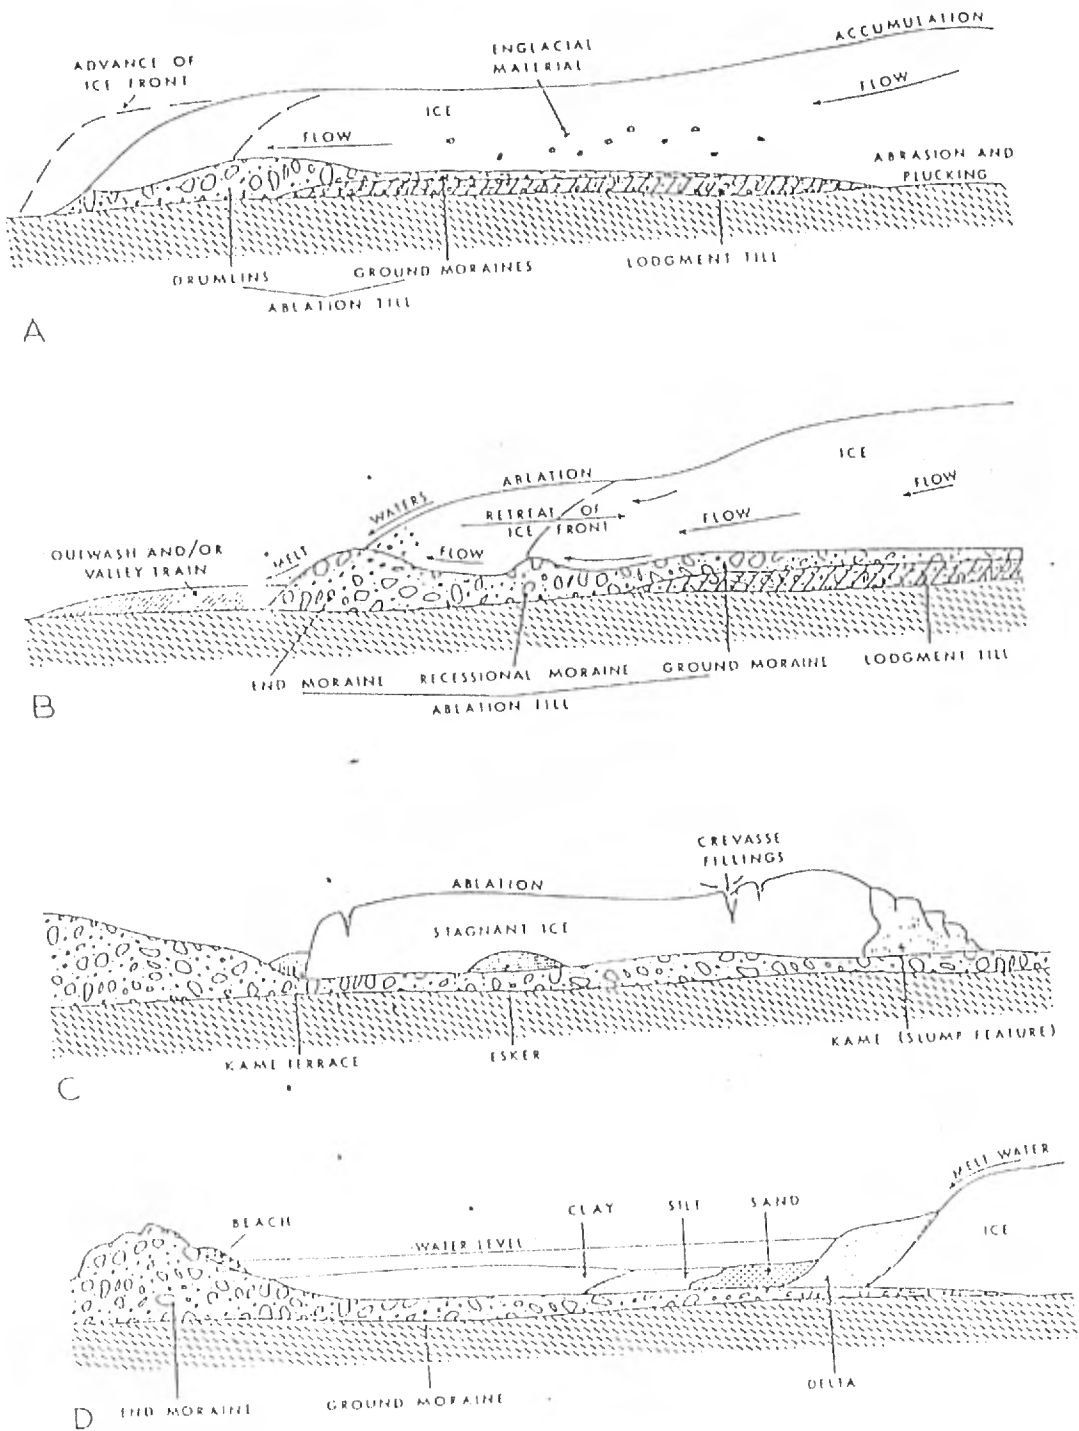 ADVANCE OF
ICE FRONT
ENGLACIAL
MATERIAL
ACCUMULATION
FLOW
ICE
FLOW
ABRASION AND
PLUCKING
DRUMLINS
GROUND MORAINES
LODGMENT TILL
ABLATION TILL
A
ICE
ABLATION
WATERS
FLOW
RETREAT OF
ICE FRONT
FLOW
OUTWASH AND/OR
VALLEY TRAIN
MELT
FLOW
END MORAINE
RECESSIONAL MORAINE
GROUND MORAINE
LODGMENT TILL
ABLATION TILL
B
CREVASSE
FILLINGS
ABLATION
STAGNANT ICE
KAME TERRACE
ESKER
KAME (SLUMP FEATURE)
C
MELT WATER
BEACH
CLAY
SILT
SAND
WATER LEVEL
ICE
DELTA
END MORAINE
GROUND MORAINE
D